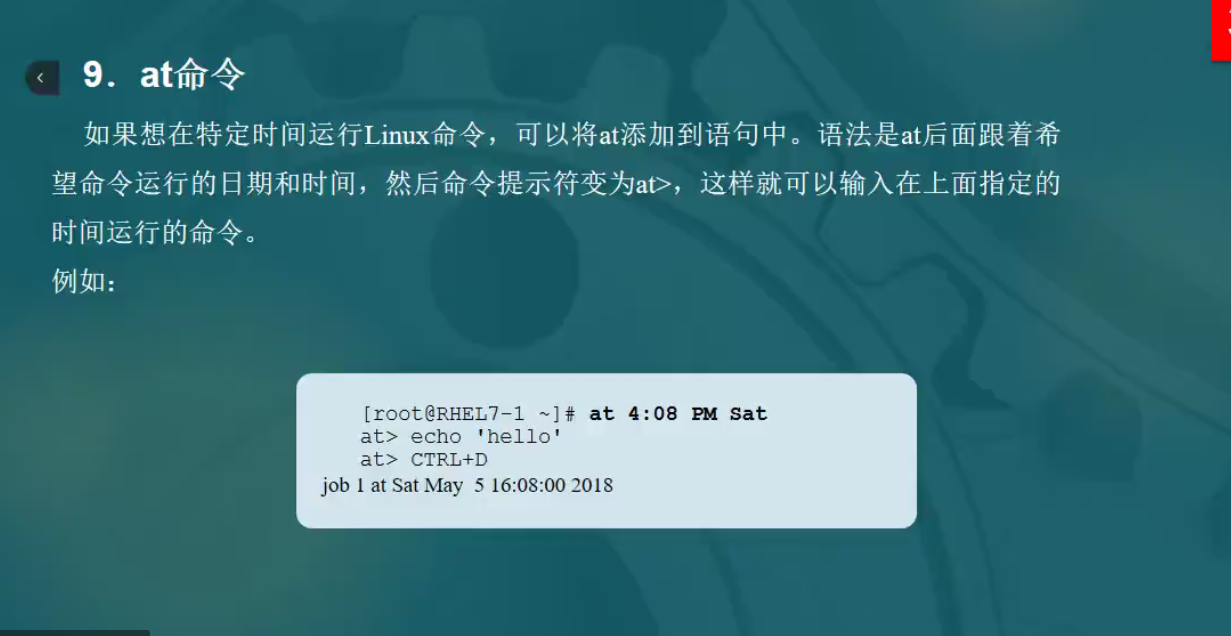 9．at命令
如果想在特定时间运行Linux命令，可以将at添加到语句中。语法是at后面跟着希
望命令运行的日期和时间，然后命令提示符变为at>，这样就可以输入在上面指定的
时间运行的命令。
例如：
[root@RHEL7-1 ~]# at 4:08 PM Sat
at> echo 'hello'
at> CTRL+D
job 1 at Sat May  5 16:08:00 2018